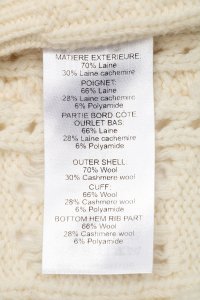 MATIERE EXTERIEURE:
70% Laine
30% Laine cachemire
POIGNET:
66% Laine
28% Laine cachemire
6% Polyamide
PARTIE BORD COTE
OURLET BAS:
66% Laine
28% Laine cachemire
6% Polyamide
OUTER SHELL:
70% Wool
30% Cashmere wool
CUFF:
66% Wool
28% Cashmere wool
6% Polyamide
BOTTOM HEM RIB PART:
66% Wool
28% Cashmere wool
6% Polyamide